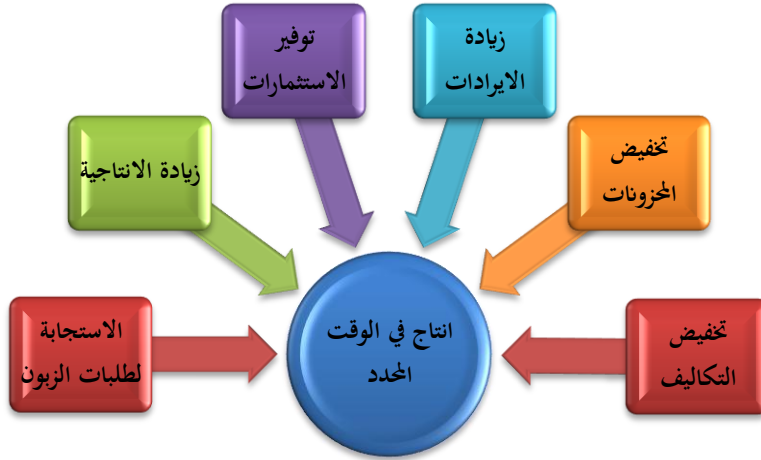 زيادة
الايرادات
توفير
الاستثمارات
تخفيض
المخزونات
زيادة الانتاجية
تخفيض
التكاليف
انتاج في الوقت
المحدد
الاستجابة
لطلبات الزبون